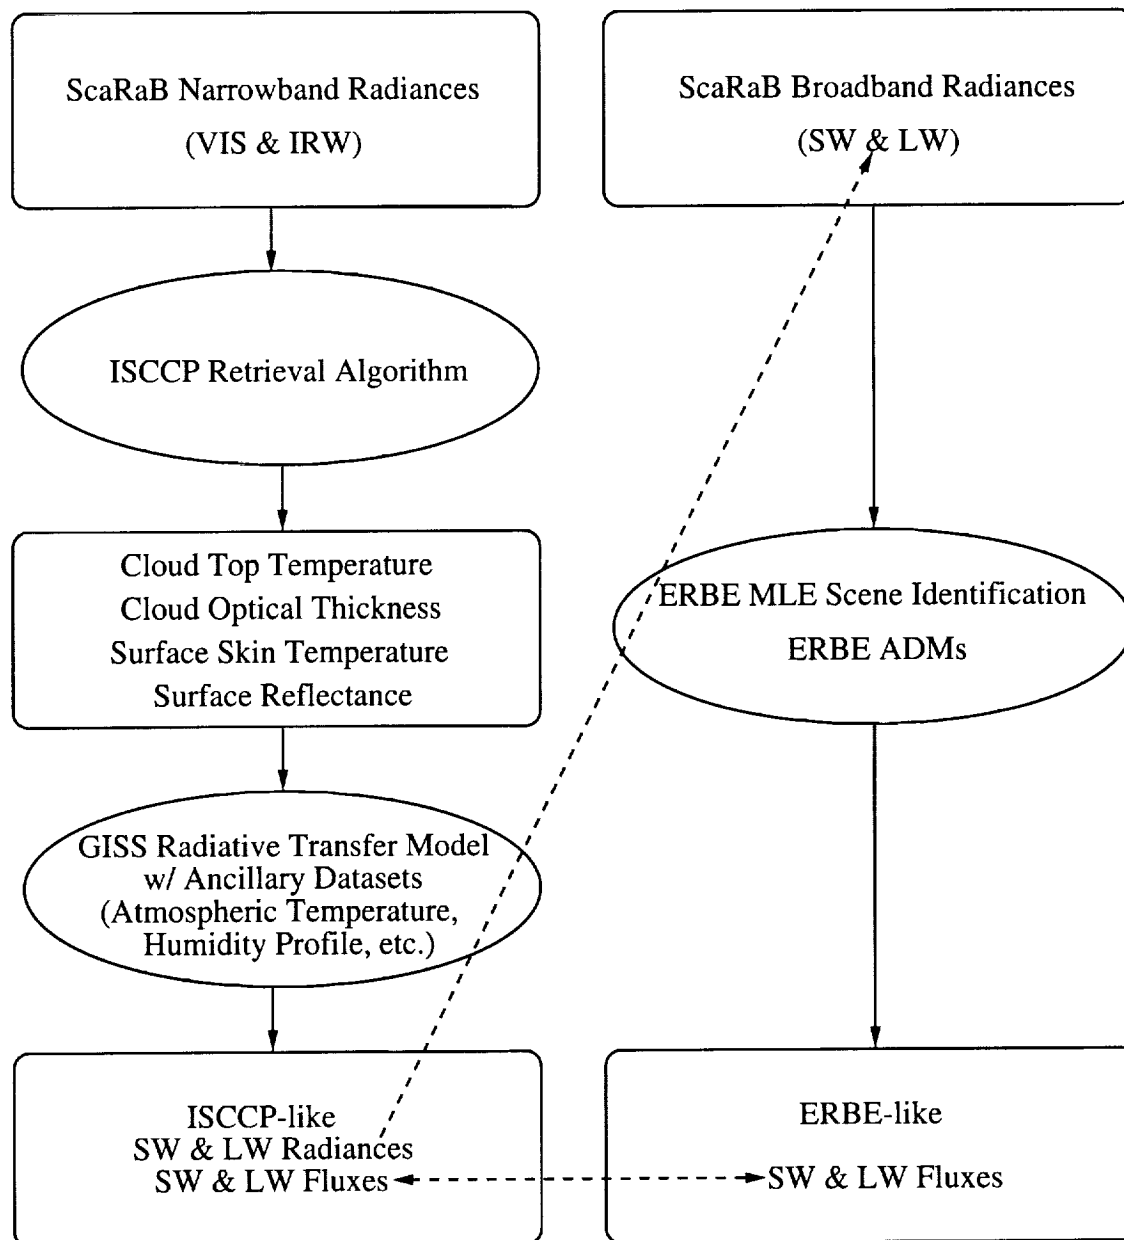 ScaRaB Narrowband Radiances
(VIS & IRW)
ISCCP Retrieval Algorithm
Cloud Top Temperature
Cloud Optical Thickness
Surface Skin Temperature
Surface Reflectance
GISS Radiative Transfer Model
w/ Ancillary Datasets
(Atmospheric Temperature,
Humidity Profile, etc.)
ISCCP-like
SW & LW Radiances
SW & LW Fluxes
ScaRaB Broadband Radiances
(SW & LW)
ERBE MLE Scene Identification
ERBE ADMs
ERBE-like
SW & LW Fluxes